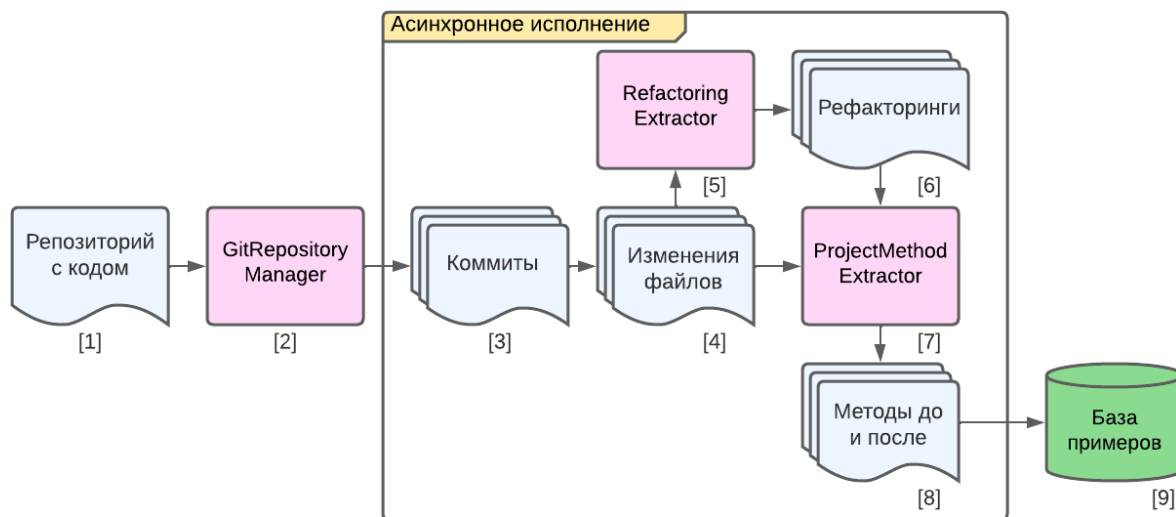 Асинхронное исполнение
Refactoring
Extractor
[5]
Рефакторинги
[6]
Репозиторий
с кодом
[1]
GitRepository
Manager
[2]
Коммиты
[3]
Изменения
файлов
[4]
ProjectMethod
Extractor
[7]
Методы до
и после
[8]
База
примеров
[9]